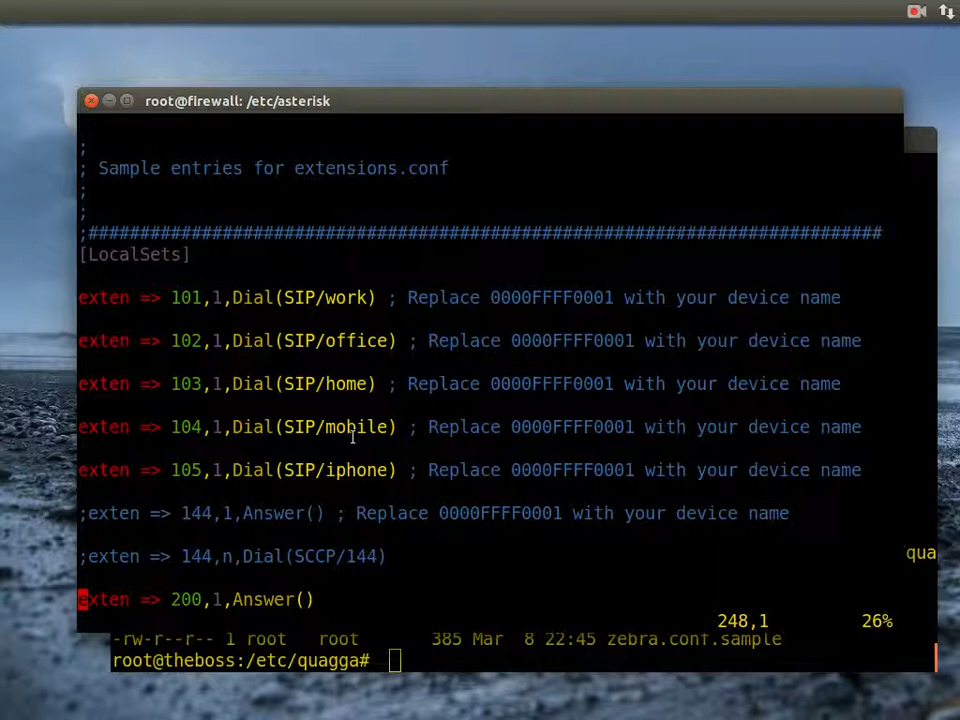 root@firewall: /etc/asterisk
;
; Sample entries for extensions.conf
;
;
;#############################################################################
[LocalSets]
exten => 101,1,Dial(SIP/work) ; Replace 0000FFFF0001 with your device name
exten => 102,1,Dial(SIP/office) ; Replace 0000FFFF0001 with your device name
exten => 103,1,Dial(SIP/home) ; Replace 0000FFFF0001 with your device name
exten => 104,1,Dial(SIP/mobile) ; Replace 0000FFFF0001 with your device name
exten => 105,1,Dial(SIP/iphone) ; Replace 0000FFFF0001 with your device name
;exten => 144,1,Answer() ; Replace 0000FFFF0001 with your device name
;exten => 144,n,Dial(SCCP/144)
qua
exten => 200,1,Answer()
248,1 26%
-rw-r--r-- 1 root root 385 Mar 8 22:45 zebra.conf.sample
root@theboss:/etc/quagga#